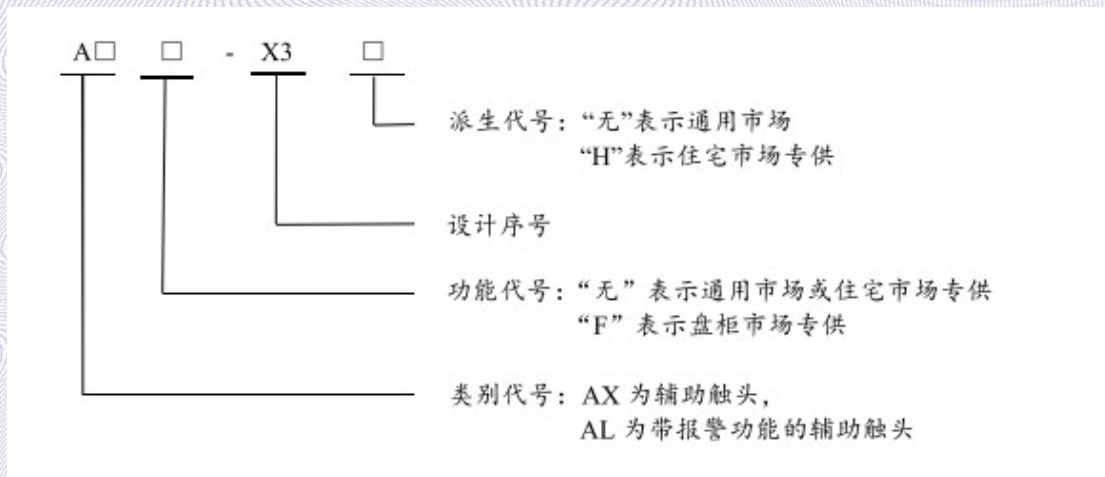 A□ □ - X3 □
派生代号：“无”表示通用市场
“H”表示住宅市场专供
设计序号
功能代号：“无”表示通用市场或住宅市场专供
“F”表示盘柜市场专供
类别代号：AX 为辅助触头，
AL 为带报警功能的辅助触头